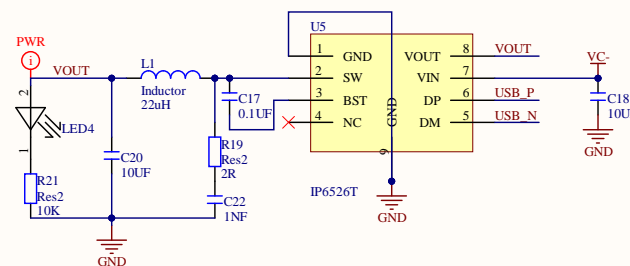 PWR
i
VOUT
2
LED4
1
R21
Res2
10K
GND
C20
10UF
L1
Inductor
22uH
R19
Res2
2R
C22
1NF
C17
0.1UF
U5
1 GND
2 SW
3 BST
4 NC
VOUT 8
VIN 7
DP 6
DM 5
GND
9
IP6526T
GND
VOUT
VC-
USB_P
USB_N
C18
10U
GND